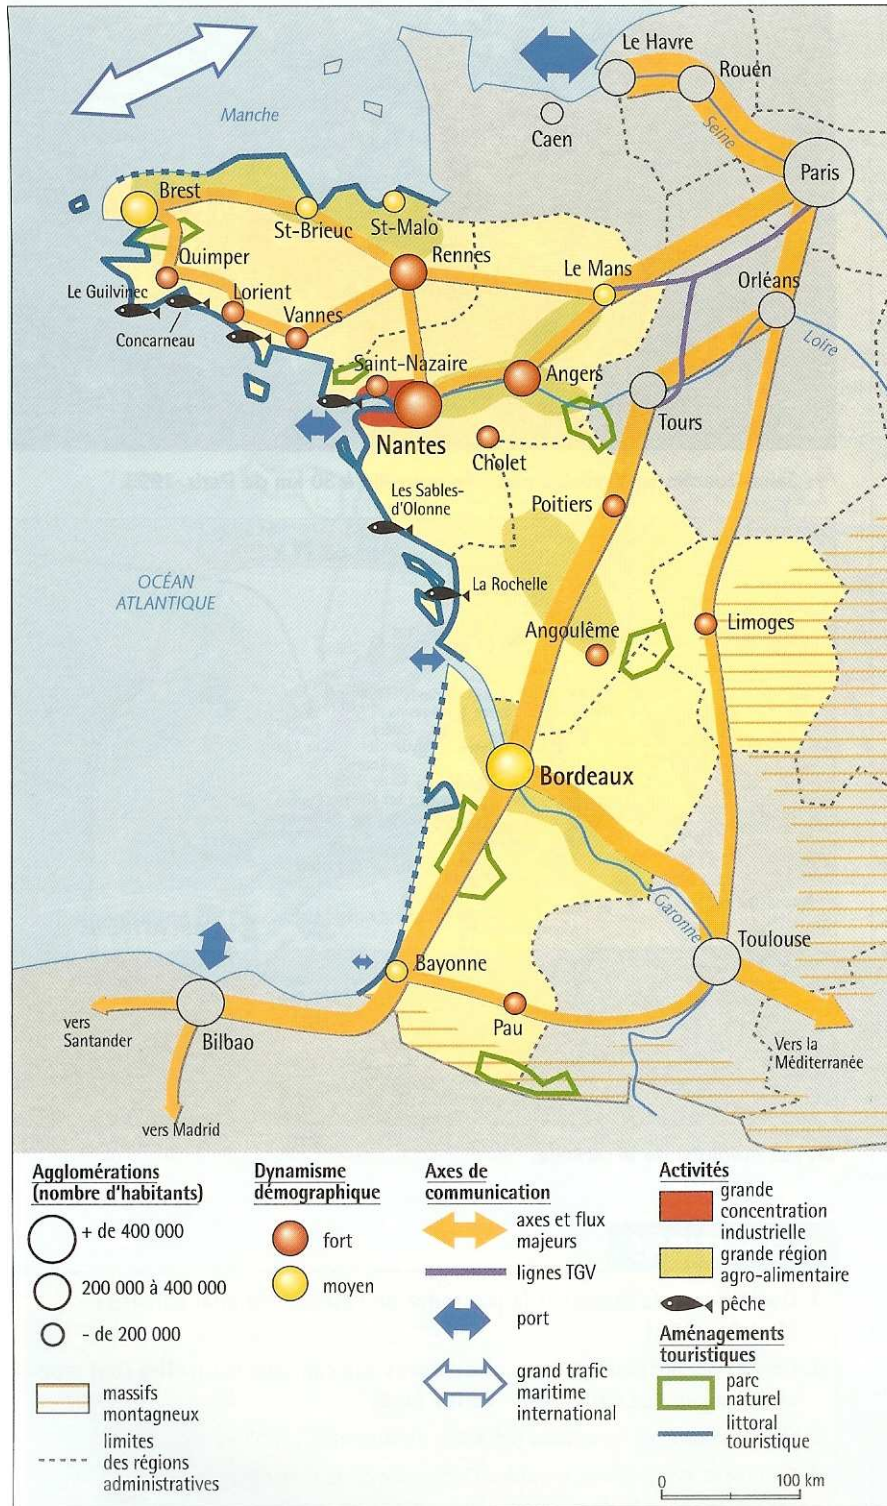 Le Havre
Rouen
Manche
Seine
Caen
Paris
Brest
St-Brieuc
St-Malo
Quimper
Rennes
Le Mans
Le Guilvinec
Lorient
Orléans
Concarneau
Vannes
Loire
Saint-Nazaire
Angers
Tours
Nantes
Cholet
Les Sables-
d'Olonne
Poitiers
OCÉAN
ATLANTIQUE
La Rochelle
Angoulême
Limoges
Bordeaux
Garonne
Toulouse
Bayonne
vers
Santander
Bilbao
Pau
Vers la
Méditerranée
vers Madrid
Agglomérations
(nombre d'habitants)
+ de 400 000
200 000 à 400 000
- de 200 000
massifs
montagneux
limites
des régions
administratives
Dynamisme
démographique
fort
moyen
Axes de
communication
axes et flux
majeurs
lignes TGV
port
grand trafic
maritime
international
Activités
grande
concentration
industrielle
grande région
agro-alimentaire
pêche
Aménagements
touristiques
parc
naturel
littoral
touristique
0 100 km